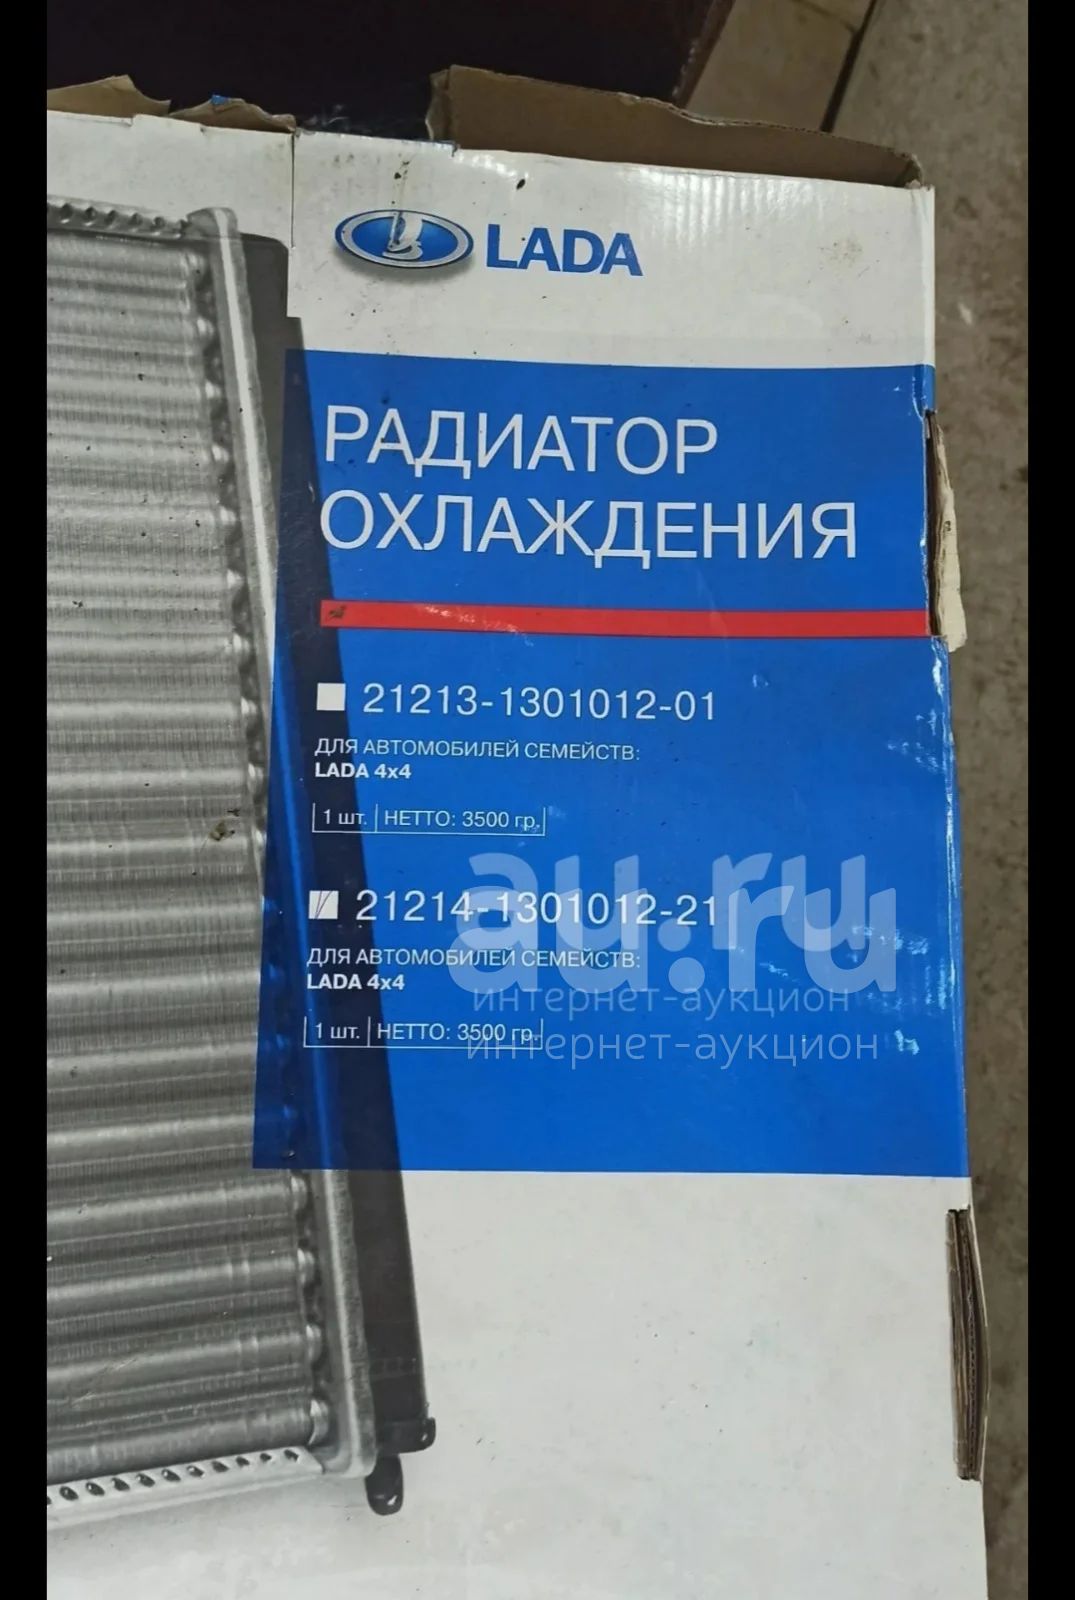 LADA
РАДИАТОР
ОХЛАЖДЕНИЯ
21213-1301012-01
ДЛЯ АВТОМОБИЛЕЙ СЕМЕЙСТВ:
LADA 4x4
1 шт. НЕТТО: 3500 гр.
21214-1301012-21
ДЛЯ АВТОМОБИЛЕЙ СЕМЕЙСТВ:
LADA 4x4
1 шт. НЕТТО: 3500 гр.
au.ru
интернет-аукцион
интернет-аукцион